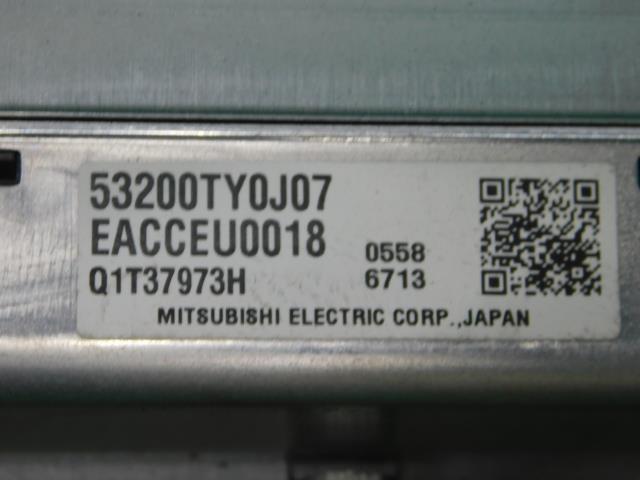 53200TY0J07
EACCEU0018
Q1T37973H
0558
6713
MITSUBISHI ELECTRIC CORP.,JAPAN